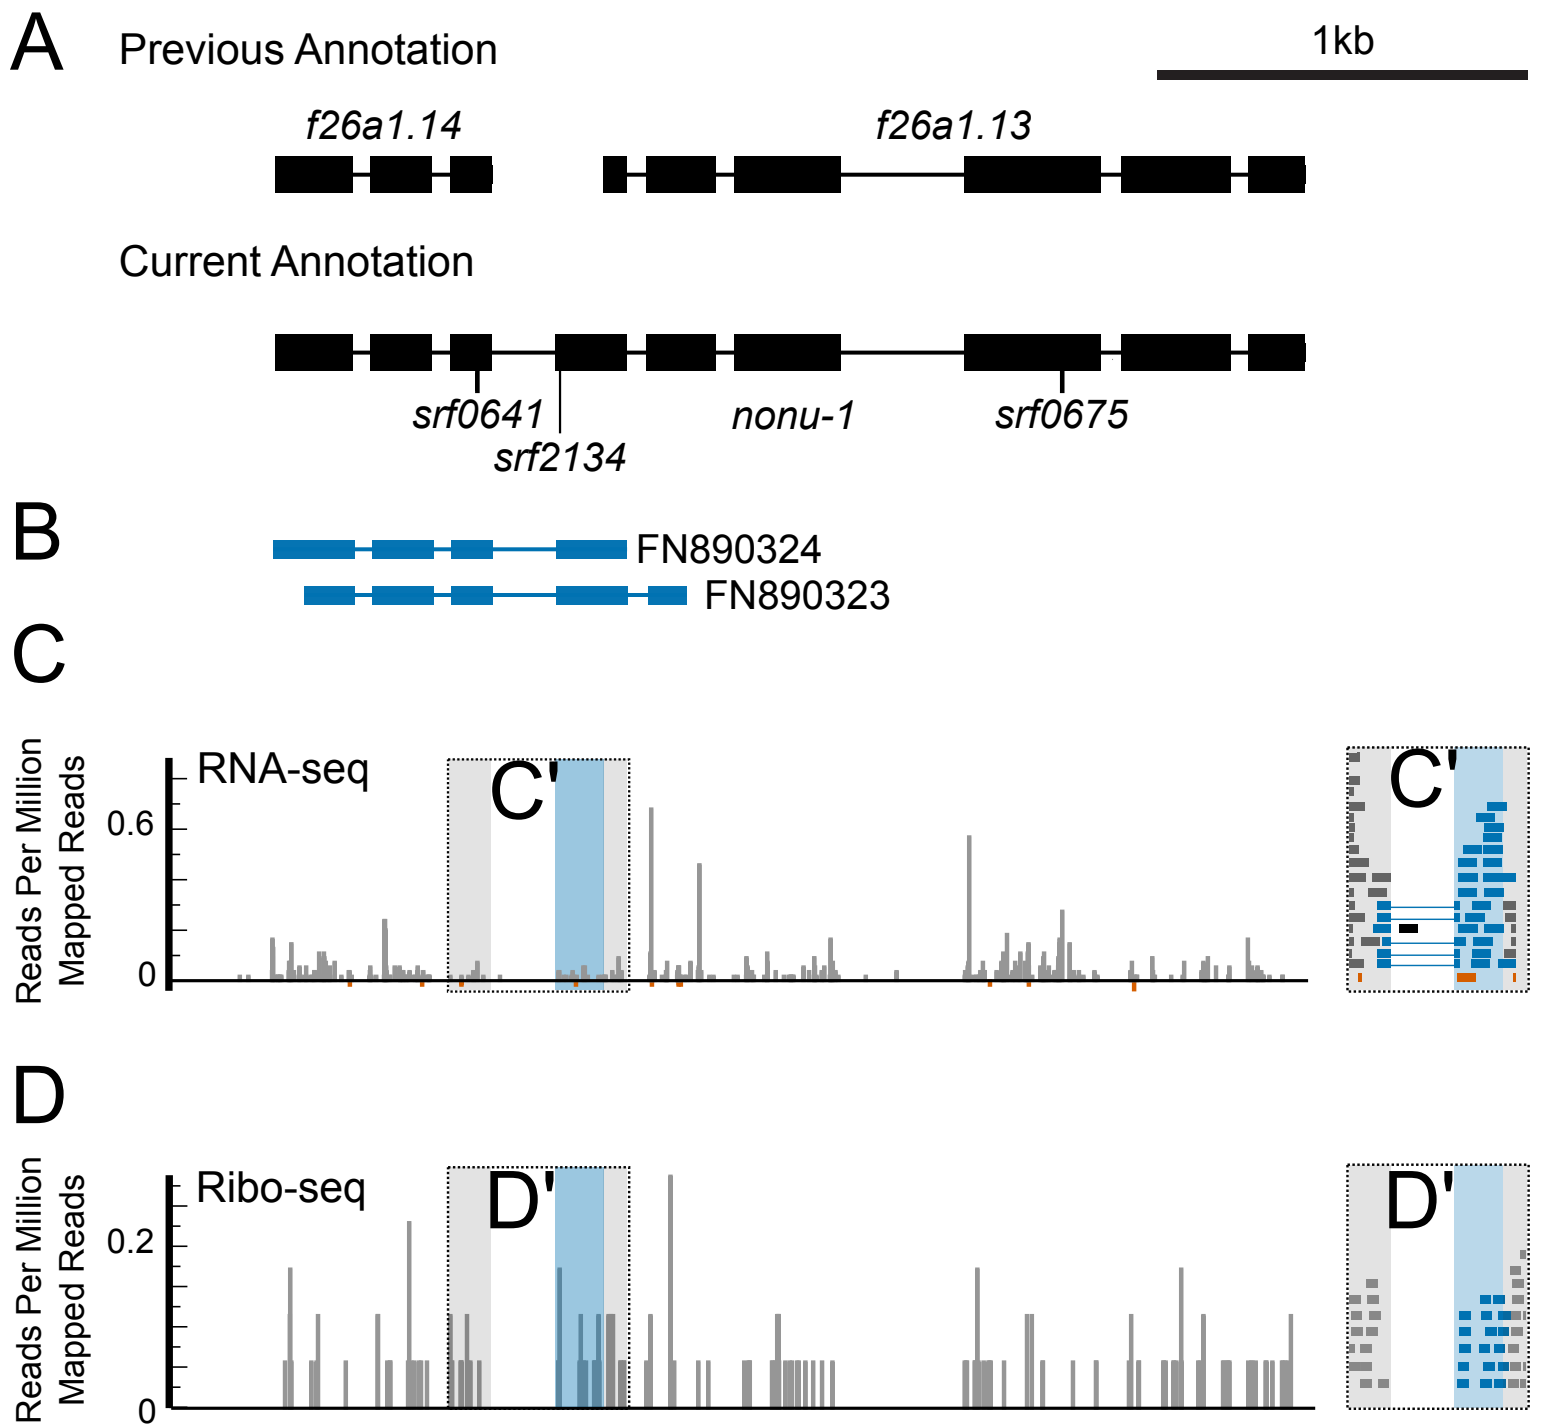 A
Previous Annotation
1kb
f26a1.14
f26a1.13
Current Annotation
srf0641
srf2134
nonu-1
srf0675
B
FN890324
FN890323
C
Reads Per Million
Mapped Reads
RNA-seq
0.6
0
C'
C'
D
Reads Per Million
Mapped Reads
Ribo-seq
0.2
0
D'
D'